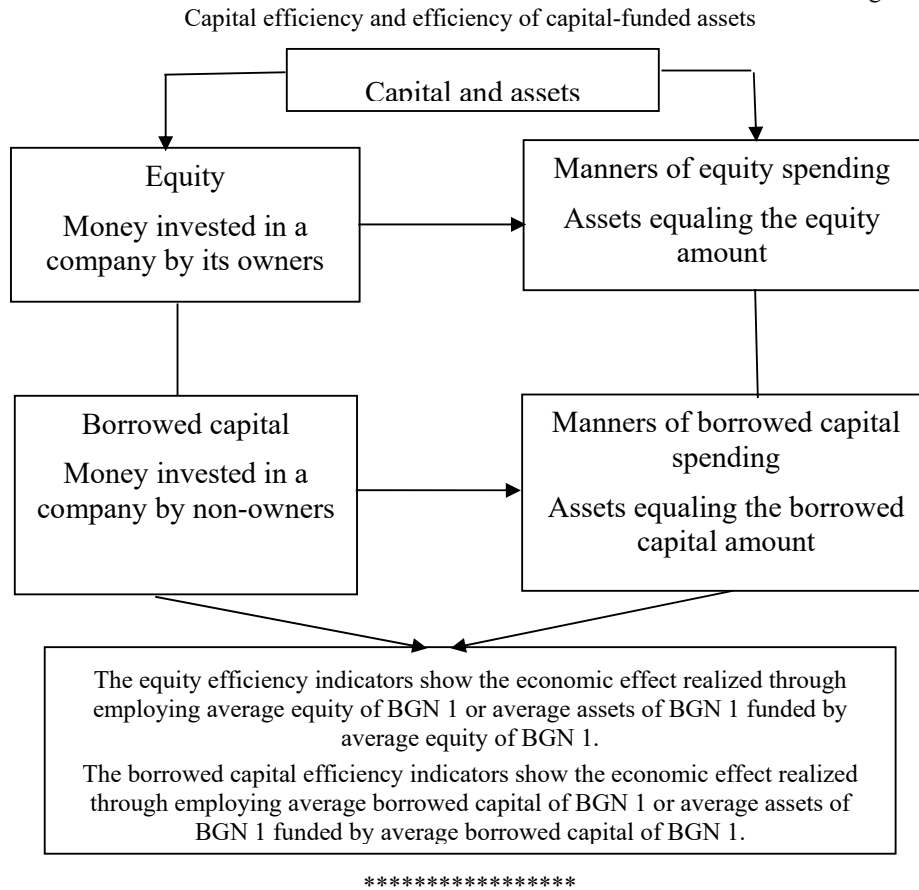 Capital efficiency and efficiency of capital-funded assets
Capital and assets
Equity
Money invested in a
company by its owners
Manners of equity spending
Assets equaling the equity
amount
Borrowed capital
Money invested in a
company by non-owners
Manners of borrowed capital
spending
Assets equaling the borrowed
capital amount
The equity efficiency indicators show the economic effect realized through
employing average equity of BGN 1 or average assets of BGN 1 funded by
average equity of BGN 1.
The borrowed capital efficiency indicators show the economic effect realized
through employing average borrowed capital of BGN 1 or average assets of
BGN 1 funded by average borrowed capital of BGN 1.
*****************